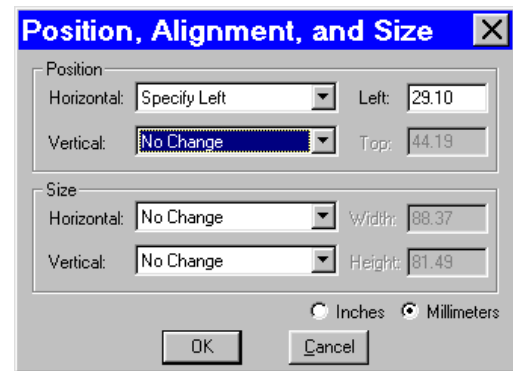 Position, Alignment, and Size
Position
Horizontal: Specify Left Left: 29.10
Vertical: No Change Top: 44.19
Size
Horizontal: No Change Width: 88.37
Vertical: No Change Height: 81.49
Inches Millimeters
OK Cancel